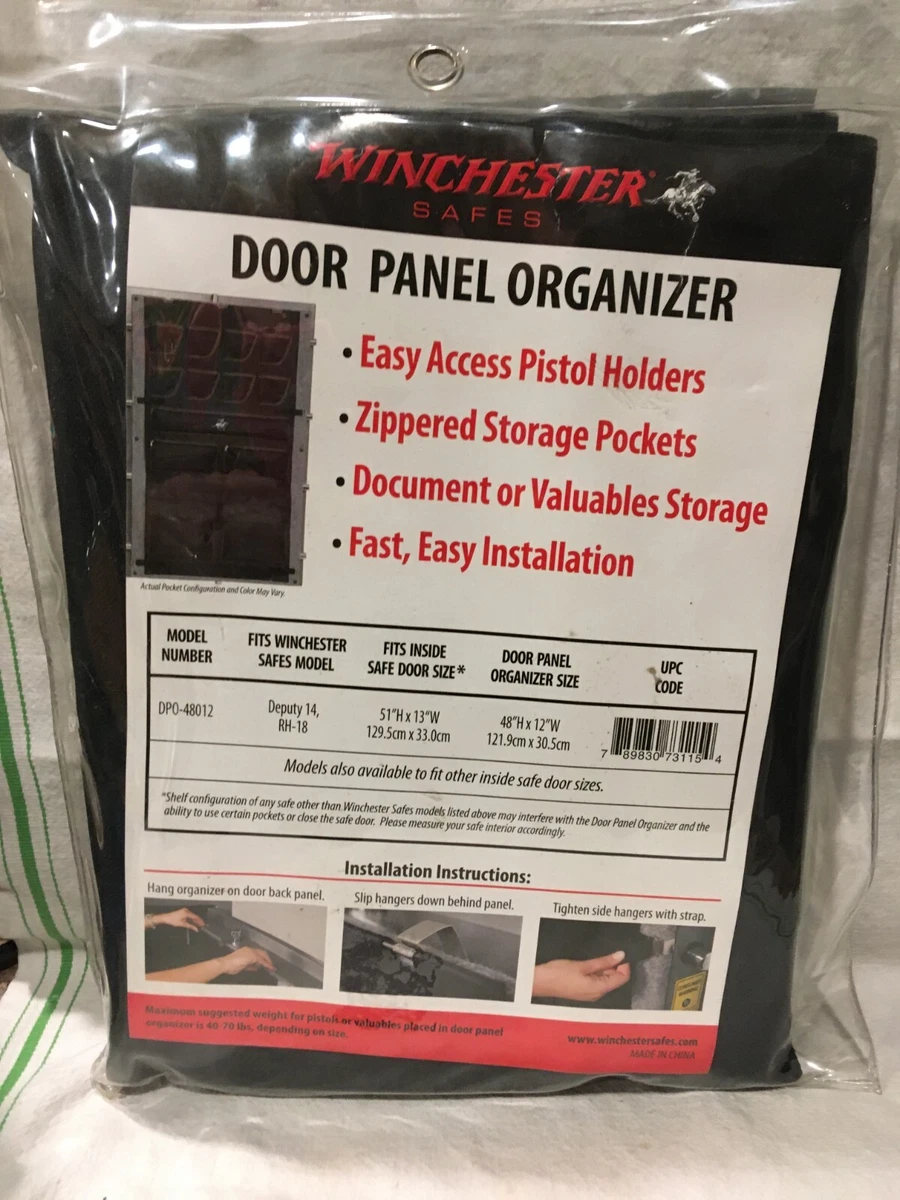 WINCHESTER
SAFES
DOOR PANEL ORGANIZER
• Easy Access Pistol Holders
• Zippered Storage Pockets
• Document or Valuables Storage
• Fast, Easy Installation
Actual Pocket Configuration and Color May Vary.
MODEL NUMBER
FITS WINCHESTER SAFES MODEL
FITS INSIDE SAFE DOOR SIZE*
DOOR PANEL ORGANIZER SIZE
UPC CODE
DPO-48012
Deputy 14,
RH-18
51"H x 13"W
129.5cm x 33.0cm
48"H x 12"W
121.9cm x 30.5cm
7 89830 73115 4
Models also available to fit other inside safe door sizes.
*Shelf configuration of any safe other than Winchester Safes models listed above may interfere with the Door Panel Organizer and the
ability to use certain pockets or close the safe door. Please measure your safe interior accordingly.
Installation Instructions:
Hang organizer on door back panel.
Slip hangers down behind panel.
Tighten side hangers with strap.
Maximum suggested weight for pistols or valuables placed in door panel
organizer is 40-70 lbs, depending on size.
www.winchestersafes.com
MADE IN CHINA